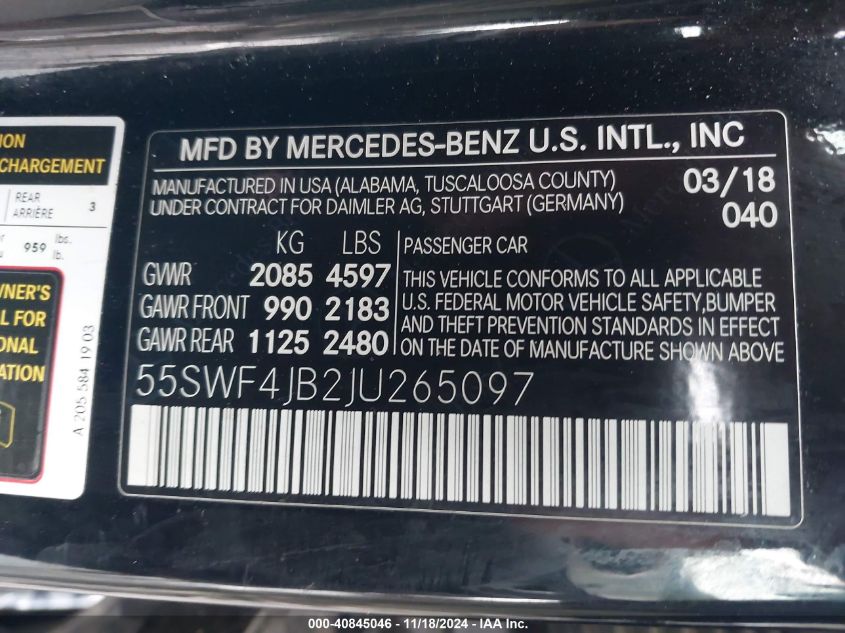 ION
CHARGEMENT
REAR
ARRIÈRE 3
959 lbs.
lb.
WNER'S
L FOR
ONAL
ATION
A 205 584 19 03
MFD BY MERCEDES-BENZ U.S. INTL., INC
MANUFACTURED IN USA (ALABAMA, TUSCALOOSA COUNTY) 03/18
UNDER CONTRACT FOR DAIMLER AG, STUTTGART (GERMANY) 040
KG LBS
GVWR 2085 4597
GAWR FRONT 990 2183
GAWR REAR 1125 2480
PASSENGER CAR
THIS VEHICLE CONFORMS TO ALL APPLICABLE
U.S. FEDERAL MOTOR VEHICLE SAFETY,BUMPER
AND THEFT PREVENTION STANDARDS IN EFFECT
ON THE DATE OF MANUFACTURE SHOWN ABOVE
55SWF4JB2JU265097
000-40845046 - 11/18/2024 - IAAI.com